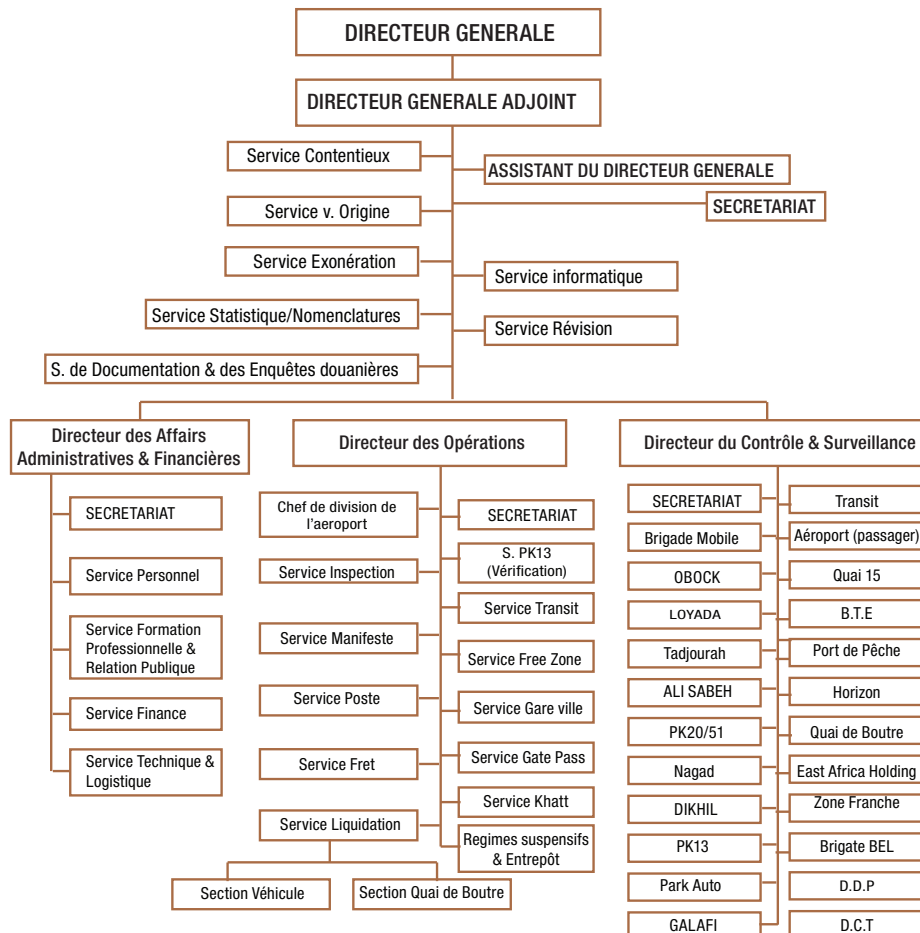 DIRECTEUR GENERALE
DIRECTEUR GENERALE ADJOINT
Service Contentieux
ASSISTANT DU DIRECTEUR GENERALE
Service v. Origine
SECRETARIAT
Service Exonération
Service informatique
Service Statistique/Nomenclatures
Service Révision
S. de Documentation & des Enquêtes douanières
Directeur des Affairs
Administratives & Financières
SECRETARIAT
Service Personnel
Service Formation
Professionnelle &
Relation Publique
Service Finance
Service Technique &
Logistique
Directeur des Opérations
Chef de division de
l'aeroport
SECRETARIAT
Service Inspection
S. PK13
(Vérification)
Service Transit
Service Manifeste
Service Free Zone
Service Poste
Service Gare ville
Service Fret
Service Gate Pass
Service Khatt
Service Liquidation
Regimes suspensifs
& Entrepôt
Section Véhicule
Section Quai de Boutre
Directeur du Contrôle & Surveillance
SECRETARIAT
Transit
Brigade Mobile
Aéroport (passager)
OBOCK
Quai 15
LOYADA
B.T.E
Tadjourah
Port de Pêche
ALI SABEH
Horizon
PK20/51
Quai de Boutre
Nagad
East Africa Holding
DIKHIL
Zone Franche
PK13
Brigate BEL
Park Auto
D.D.P
GALAFI
D.C.T